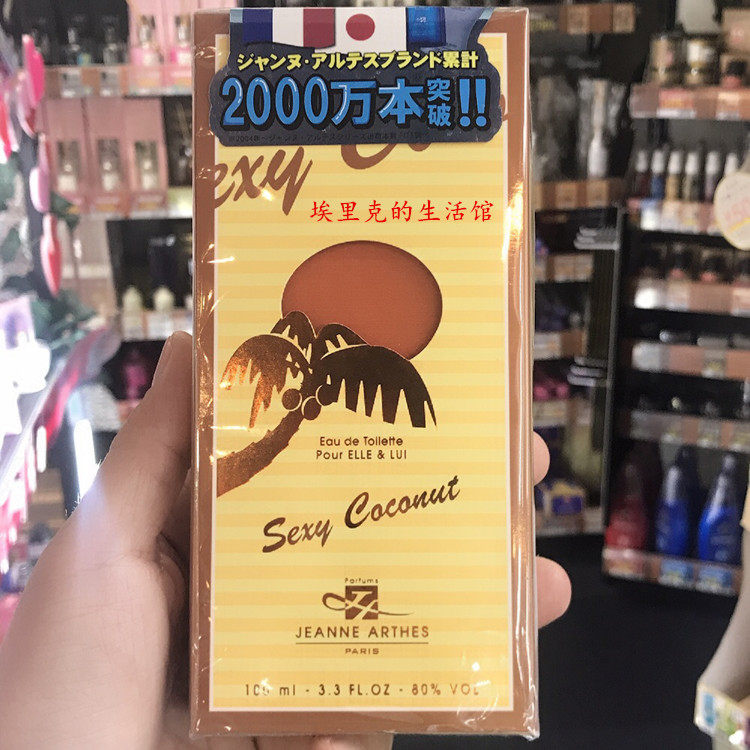 ジャンヌ・アルテスブランド累計
2000万本突破!!
Sexy Co
埃里克的生活馆
Eau de Toilette
Pour ELLE & LUI
Sexy Coconut
Parfums
JEANNE ARTHES
PARIS
100 ml - 3.3 FL.OZ - 80% VOL